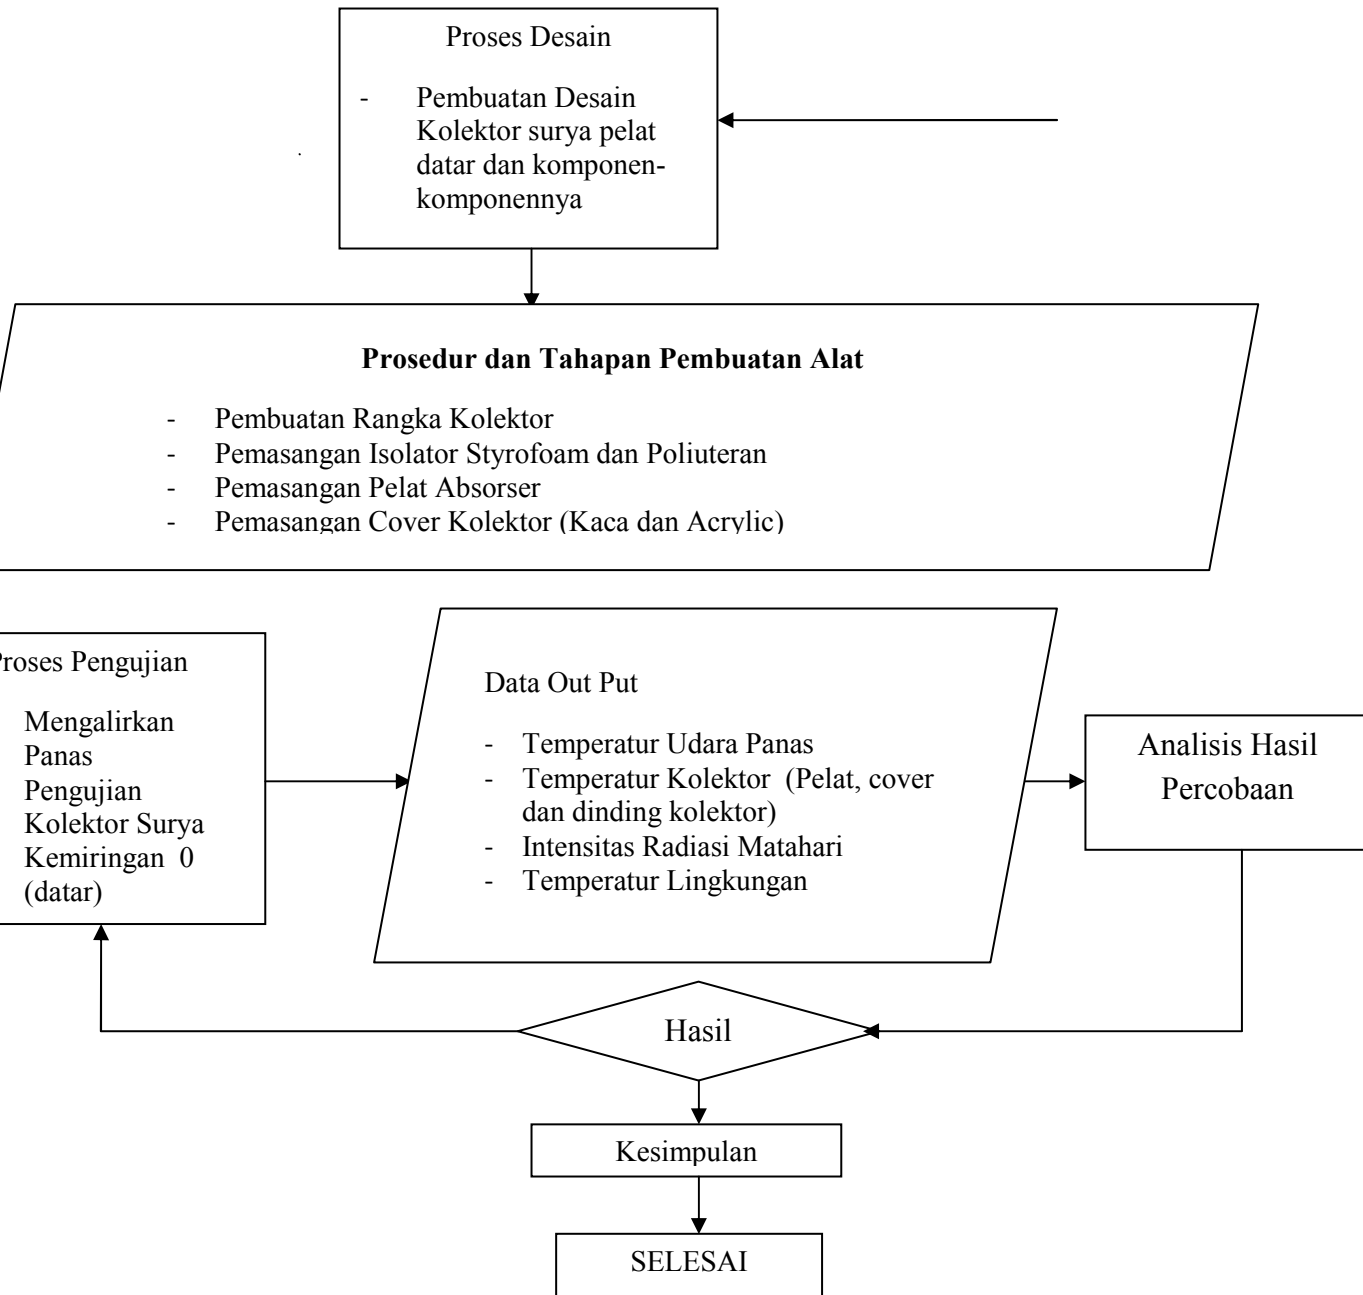 Proses Desain
- Pembuatan Desain
Kolektor surya pelat
datar dan komponen-
komponennya
Prosedur dan Tahapan Pembuatan Alat
- Pembuatan Rangka Kolektor
- Pemasangan Isolator Styrofoam dan Poliuteran
- Pemasangan Pelat Absorser
- Pemasangan Cover Kolektor (Kaca dan Acrylic)
Proses Pengujian
Mengalirkan
Panas
Pengujian
Kolektor Surya
Kemiringan 0
(datar)
Data Out Put
- Temperatur Udara Panas
- Temperatur Kolektor (Pelat, cover
dan dinding kolektor)
- Intensitas Radiasi Matahari
- Temperatur Lingkungan
Analisis Hasil
Percobaan
Hasil
Kesimpulan
SELESAI